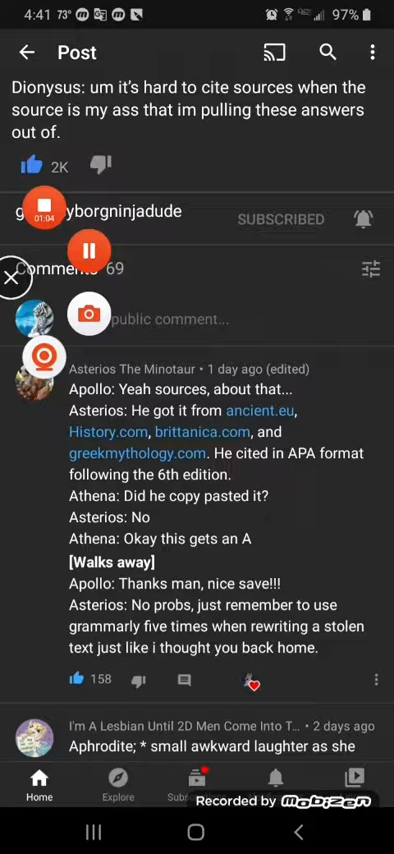 4:41 73° 97%
Post
Dionysus: um it's hard to cite sources when the
source is my ass that im pulling these answers
out of.
2K
01:04
yborgninjadude
SUBSCRIBED
Comments 69
public comment...
Asterios The Minotaur • 1 day ago (edited)
Apollo: Yeah sources, about that...
Asterios: He got it from ancient.eu,
History.com, brittanica.com, and
greekmythology.com. He cited in APA format
following the 6th edition.
Athena: Did he copy pasted it?
Asterios: No
Athena: Okay this gets an A
[Walks away]
Apollo: Thanks man, nice save!!!
Asterios: No probs, just remember to use
grammarly five times when rewriting a stolen
text just like i thought you back home.
158
I'm A Lesbian Until 2D Men Come Into T... • 2 days ago
Aphrodite; * small awkward laughter as she
Home
Explore
Recorded by mobizen